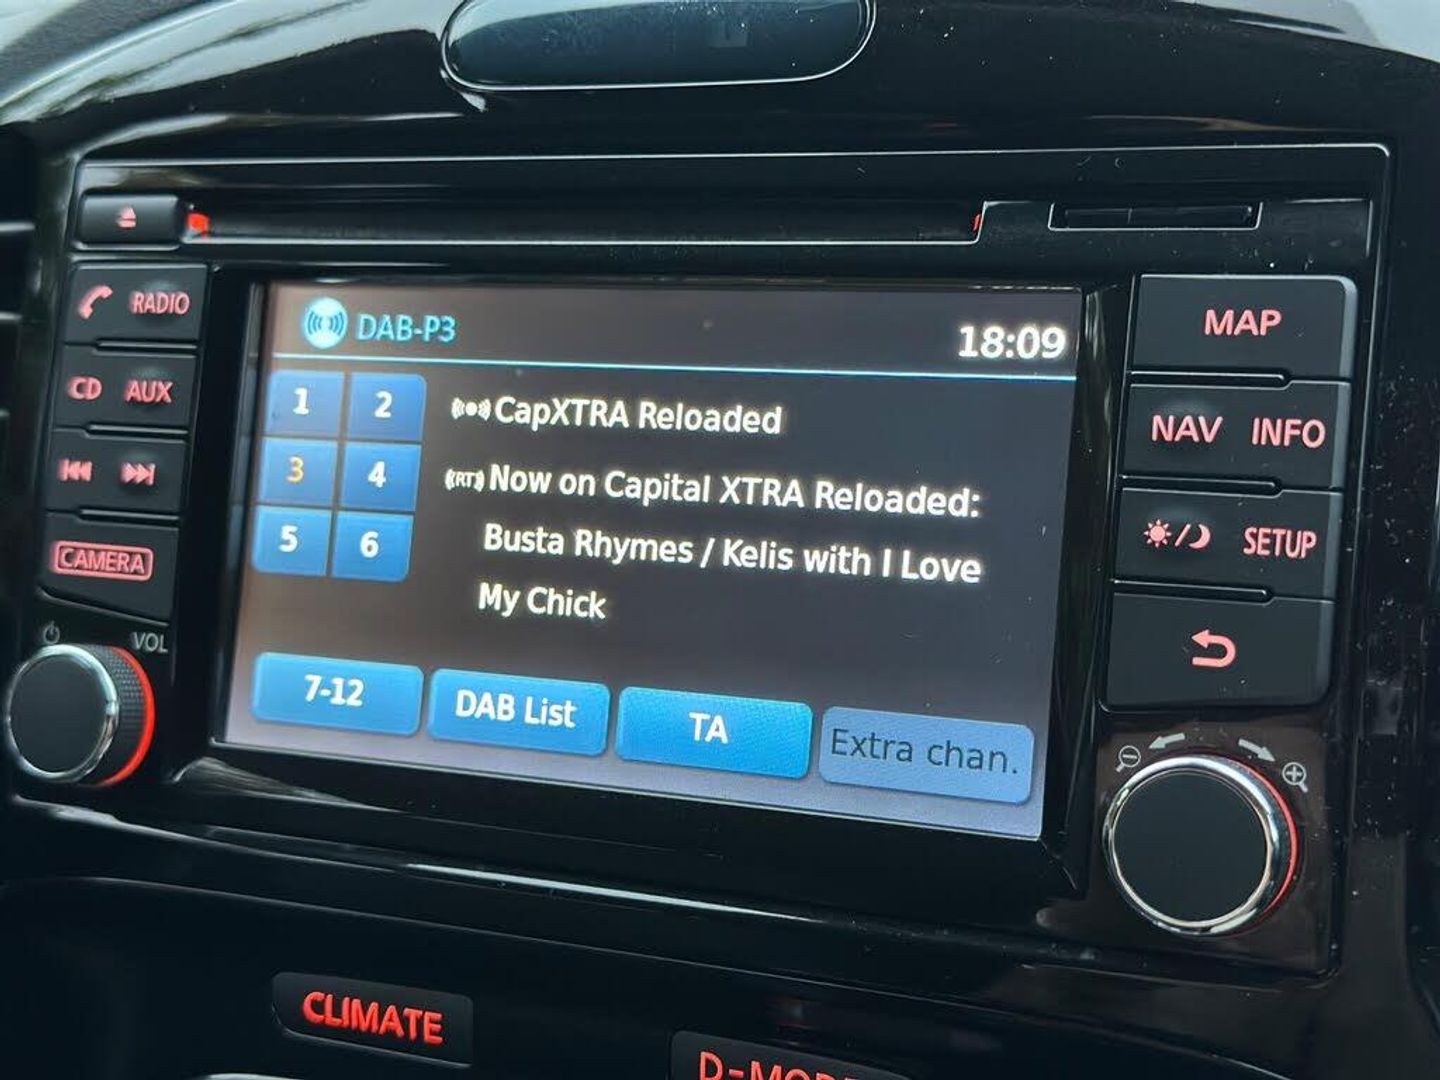 RADIO
CD AUX
CAMERA
VOL
DAB-P3 18:09
1 2
3 4
5 6
CapXTRA Reloaded
RT Now on Capital XTRA Reloaded:
Busta Rhymes / Kelis with I Love
My Chick
7-12 DAB List TA Extra chan.
MAP
NAV INFO
SETUP
CLIMATE